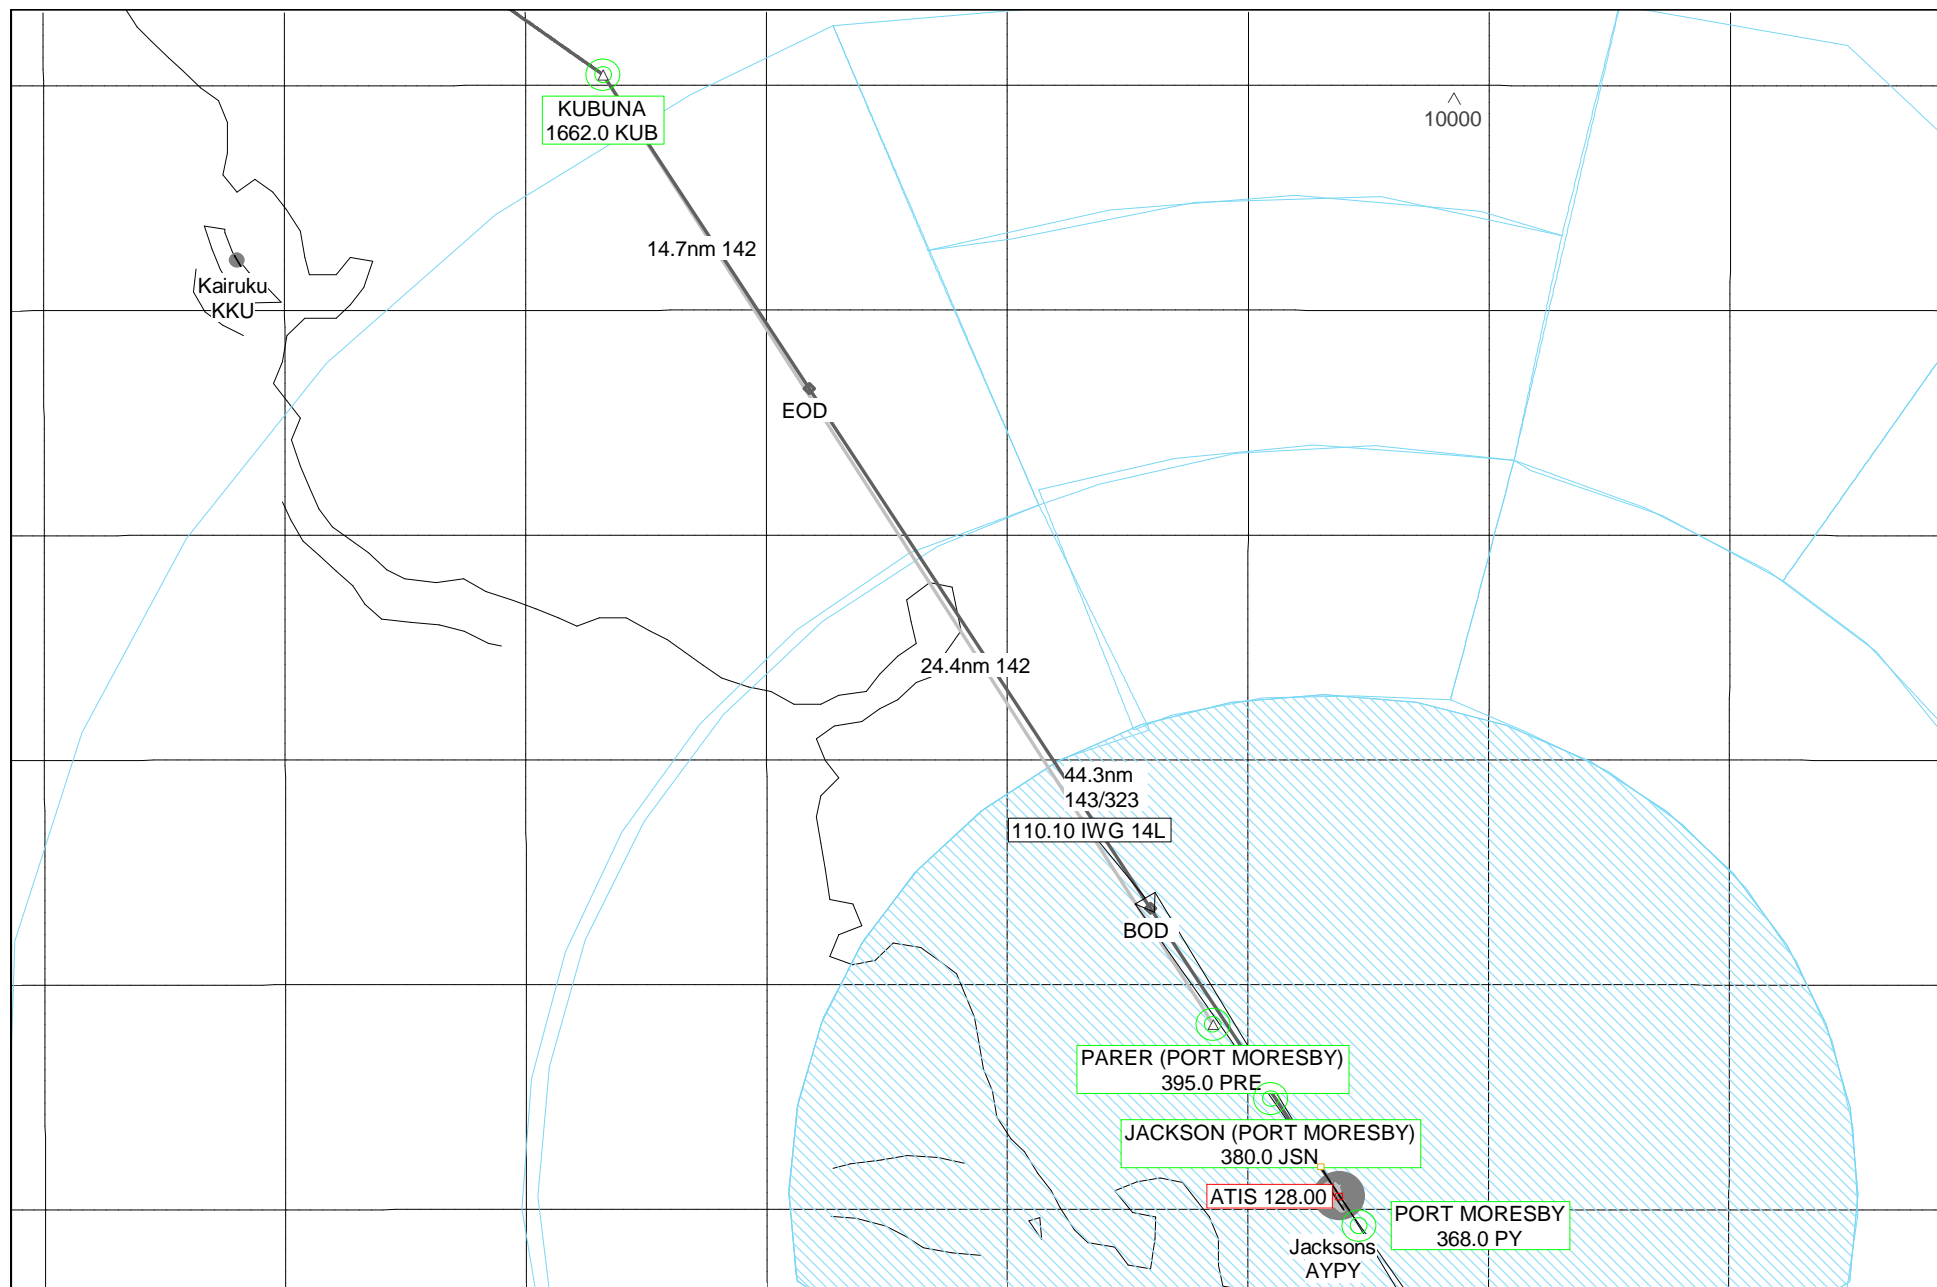 KUBUNA
1662.0 KUB
10000
14.7nm 142
Kairuku
KKU
EOD
24.4nm 142
44.3nm
143/323
110.10 IWG 14L
BOD
PARER (PORT MORESBY)
395.0 PRE
JACKSON (PORT MORESBY)
380.0 JSN
ATIS 128.00
PORT MORESBY
368.0 PY
Jacksons
AYPY